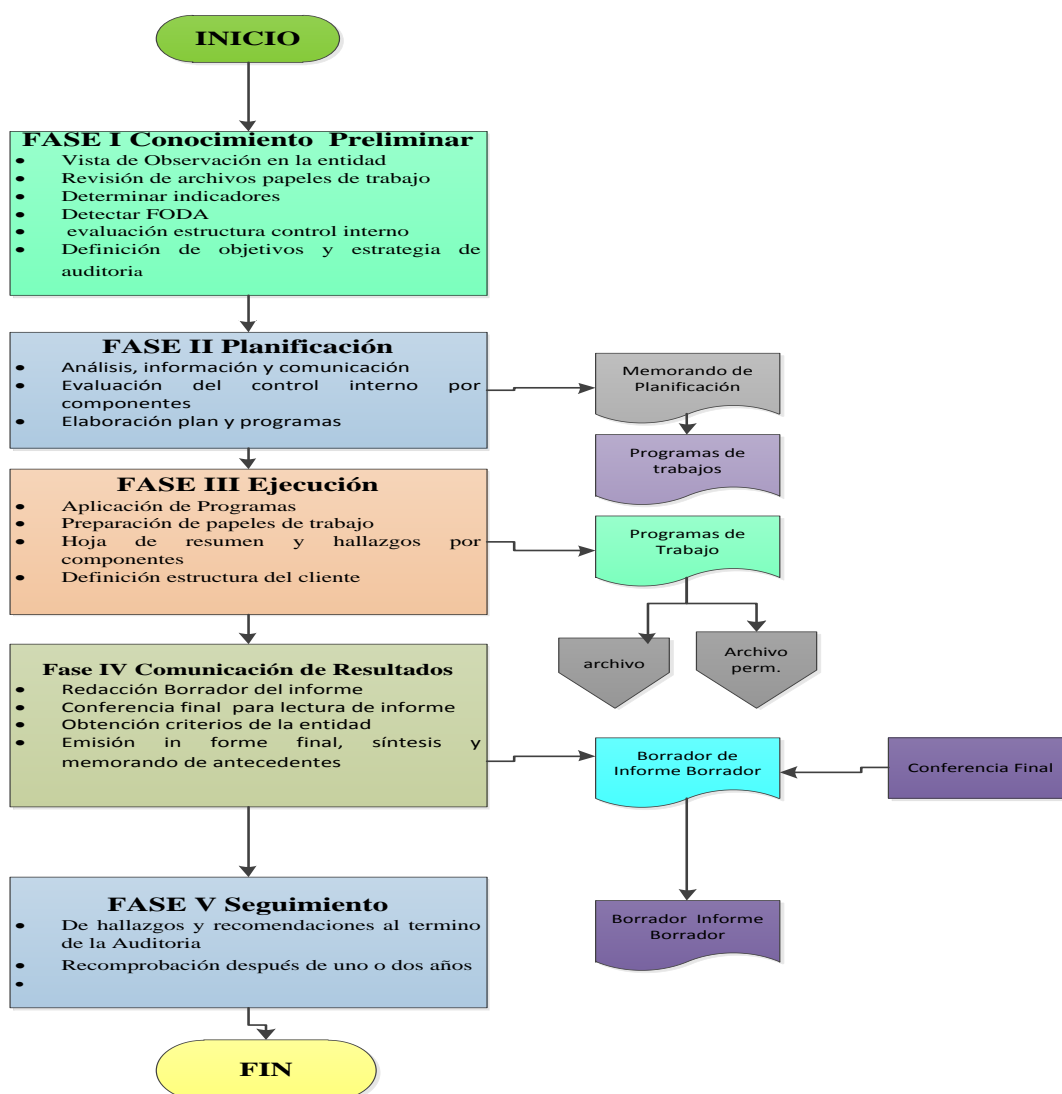 INICIO
FASE I Conocimiento Preliminar
• Vista de Observación en la entidad
• Revisión de archivos papeles de trabajo
• Determinar indicadores
• Detectar FODA
• evaluación estructura control interno
• Definición de objetivos y estrategia de
auditoria
FASE II Planificación
• Análisis, información y comunicación
• Evaluación del control interno por
componentes
• Elaboración plan y programas
Memorando de
Planificación
Programas de
trabajos
FASE III Ejecución
• Aplicación de Programas
• Preparación de papeles de trabajo
• Hoja de resumen y hallazgos por
componentes
• Definición estructura del cliente
Programas de
Trabajo
archivo
Archivo
perm.
Fase IV Comunicación de Resultados
• Redacción Borrador del informe
• Conferencia final para lectura de informe
• Obtención criterios de la entidad
• Emisión in forme final, síntesis y
memorando de antecedentes
Borrador de
Informe Borrador
Conferencia Final
Borrador Informe
Borrador
FASE V Seguimiento
• De hallazgos y recomendaciones al termino
de la Auditoria
• Recomprobación después de uno o dos años
•
FIN